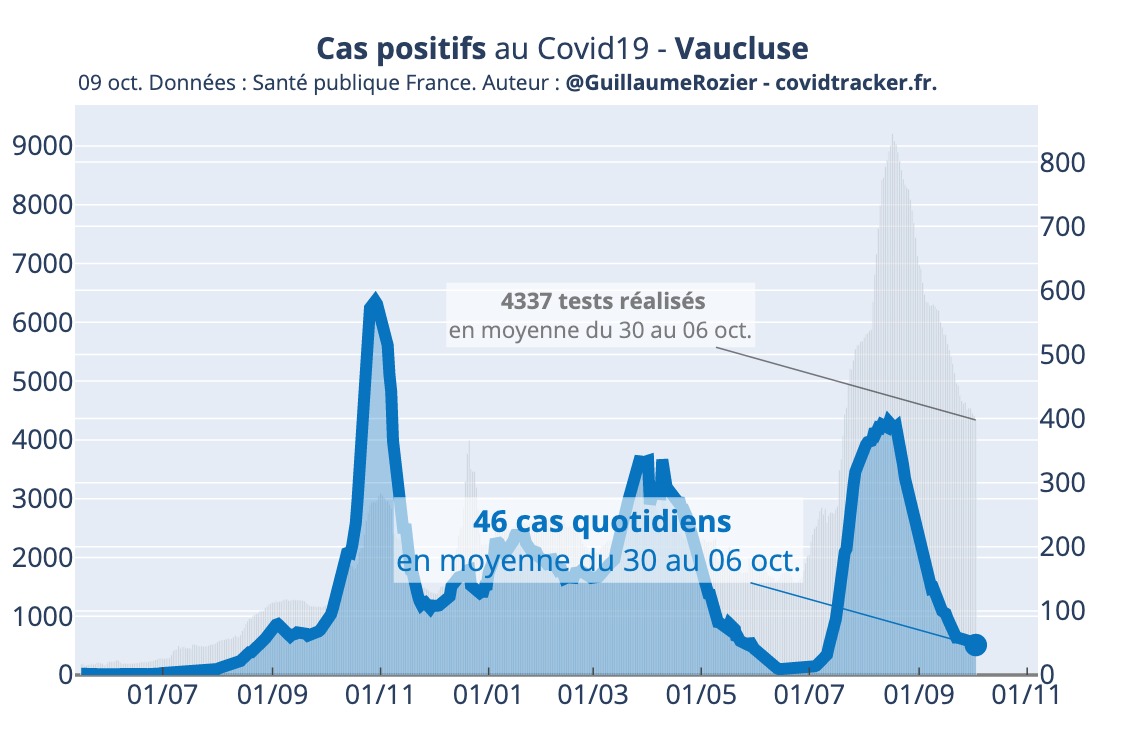 Cas positifs au Covid19 - Vaucluse
09 oct. Données : Santé publique France. Auteur : @GuillaumeRozier - covidtracker.fr.
9000
8000
7000
6000
5000
4000
3000
2000
1000
0
800
700
600
500
400
300
200
100
0
4337 tests réalisés
en moyenne du 30 au 06 oct.
46 cas quotidiens
en moyenne du 30 au 06 oct.
01/07 01/09 01/11 01/01 01/03 01/05 01/07 01/09 01/11